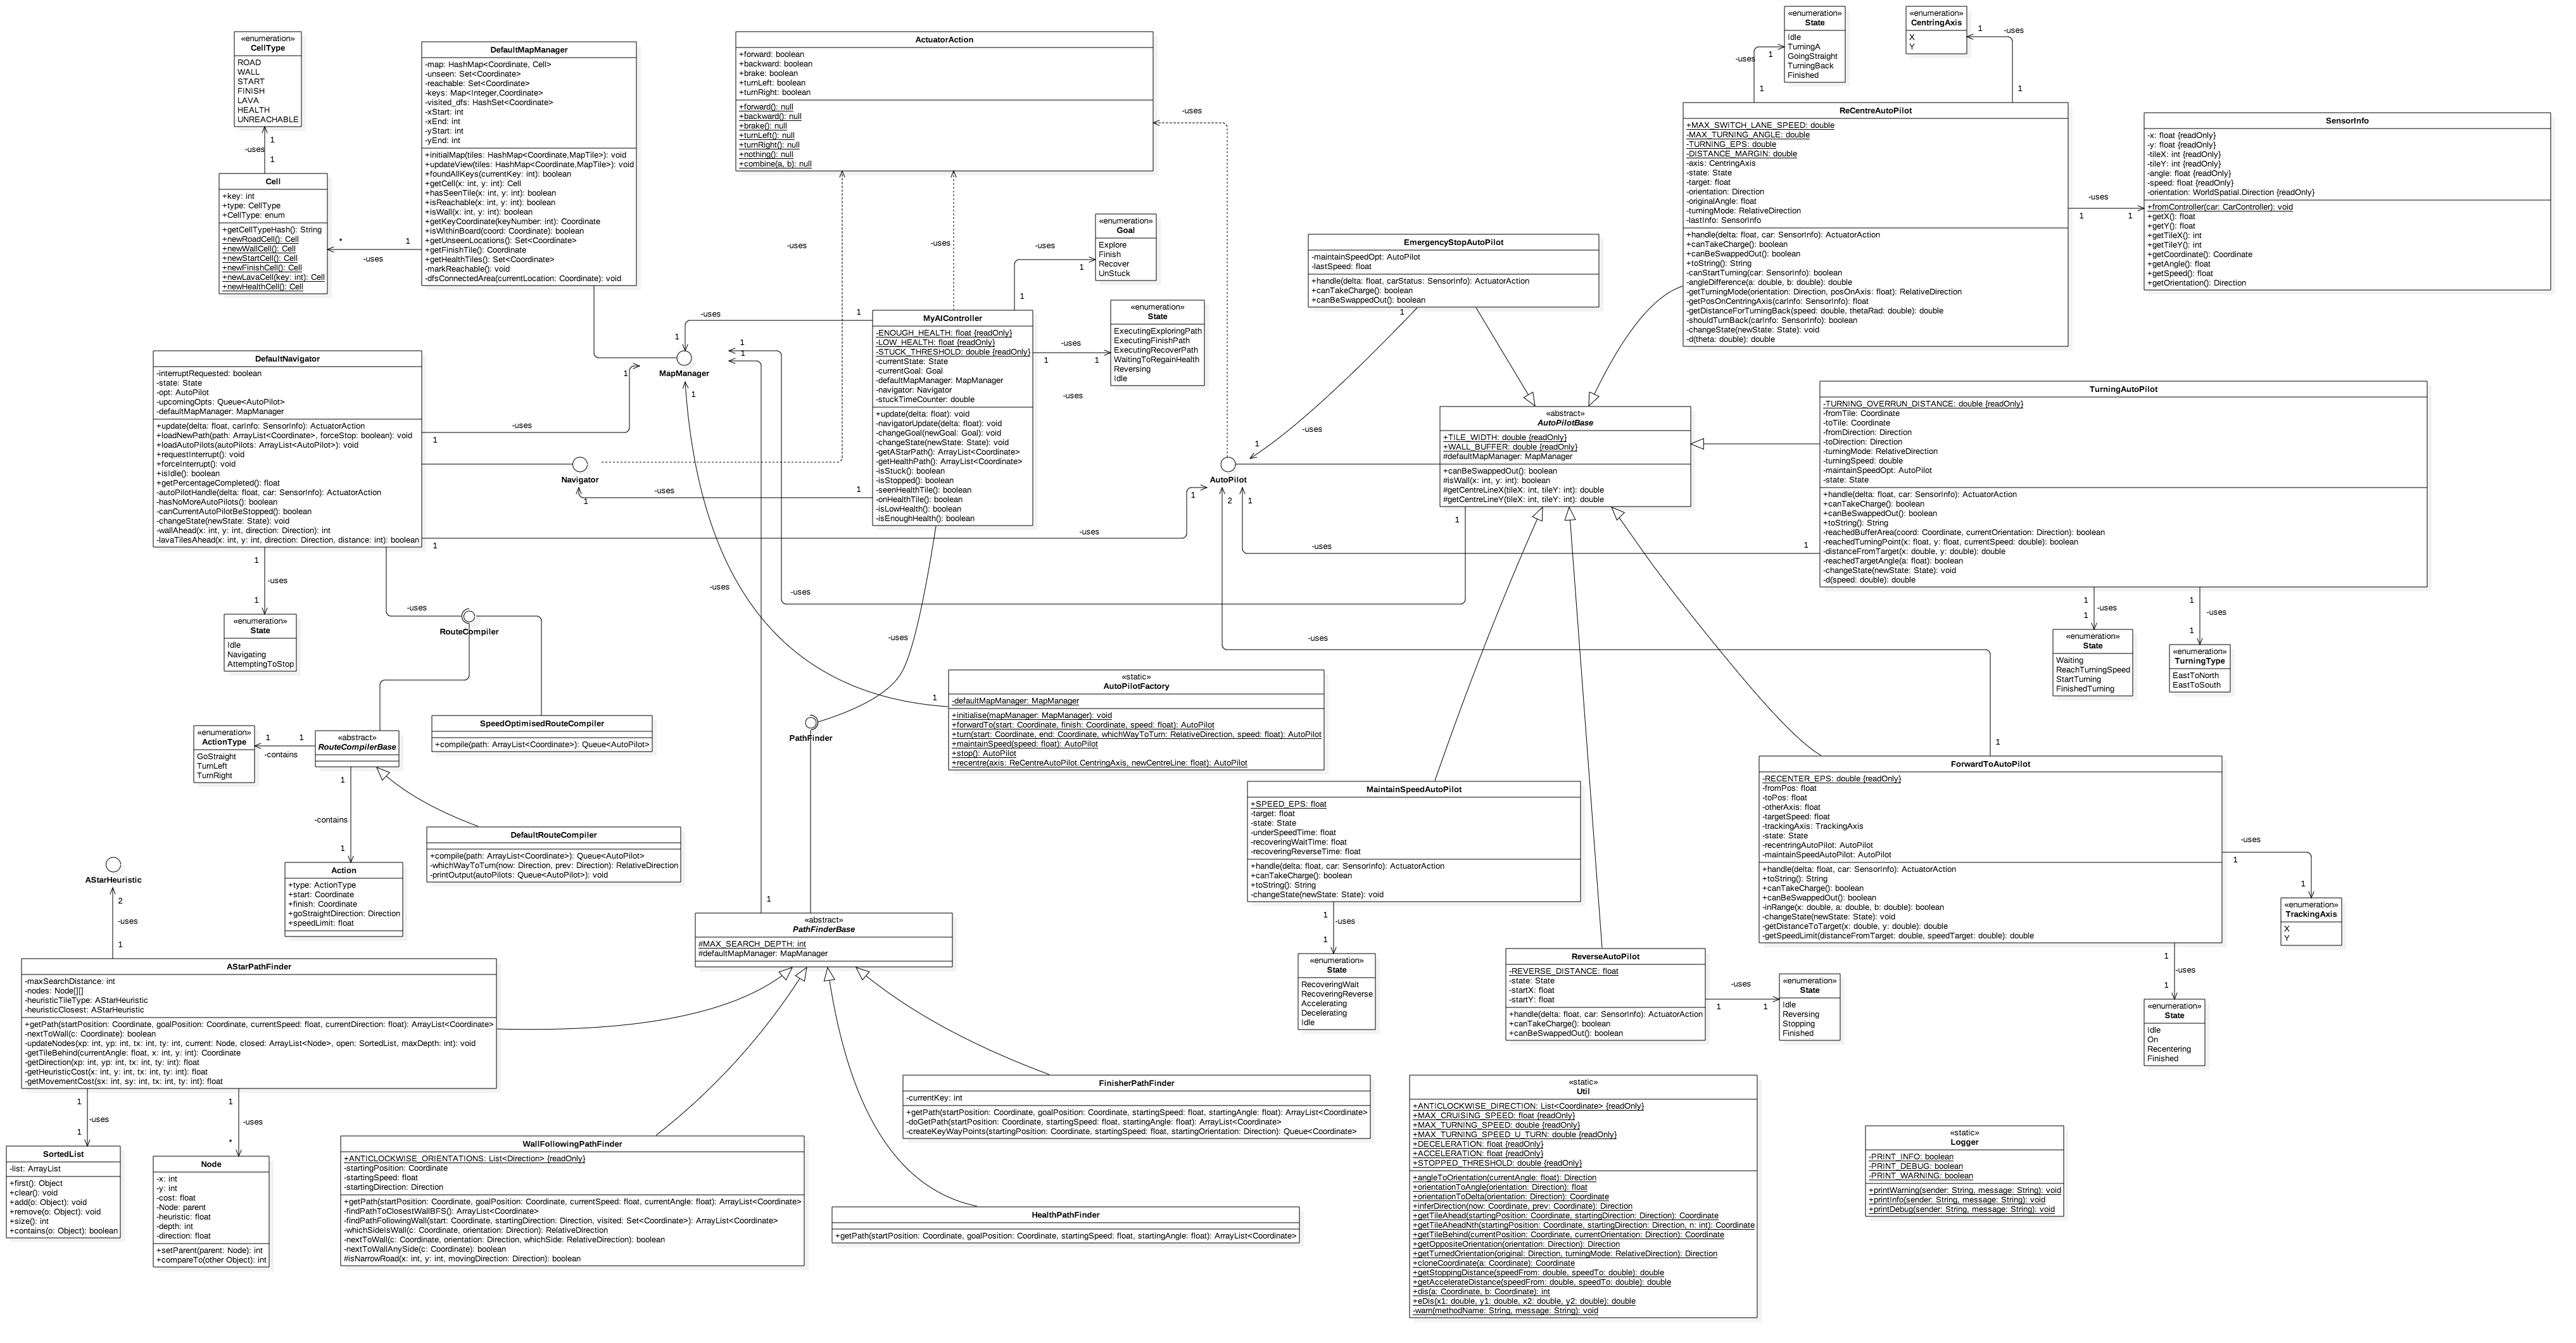 «enumeration»
CellType
ROAD
WALL
START
FINISH
LAVA
HEALTH
UNREACHABLE
1
-uses
1
Cell
+key: int
+type: CellType
+CellType: enum
+getCellTypeHash(): String
+newRoadCell(): Cell
+newWallCell(): Cell
+newStartCell(): Cell
+newFinishCell(): Cell
+newLavaCell(key: int): Cell
+newHealthCell(): Cell
*
1
-uses
DefaultMapManager
-map: HashMap<Coordinate, Cell>
-unseen: Set<Coordinate>
-reachable: Set<Coordinate>
-keys: Map<Integer,Coordinate>
-visited_dfs: HashSet<Coordinate>
-xStart: int
-xEnd: int
-yStart: int
-yEnd: int
+initialMap(tiles: HashMap<Coordinate,MapTile>): void
+updateView(tiles: HashMap<Coordinate,MapTile>): void
+foundAllKeys(currentKey: int): boolean
+getCell(x: int, y: int): Cell
+hasSeenTile(x: int, y: int): boolean
+isReachable(x: int, y: int): boolean
+isWall(x: int, y: int): boolean
+getKeyCoordinate(keyNumber: int): Coordinate
+isWithinBoard(coord: Coordinate): boolean
+getUnseenLocations(): Set<Coordinate>
+getFinishTile(): Coordinate
+getHealthTiles(): Set<Coordinate>
-markReachable(): void
-dfsConnectedArea(currentLocation: Coordinate): void
ActuatorAction
+forward: boolean
+backward: boolean
+brake: boolean
+turnLeft: boolean
+turnRight: boolean
+forward(): null
+backward(): null
+brake(): null
+turnLeft(): null
+turnRight(): null
+nothing(): null
+combine(a, b): null
-uses
-uses
-uses
«enumeration»
Goal
Explore
Finish
Recover
UnStuck
-uses
1
1
«enumeration»
State
ExecutingExploringPath
ExecutingFinishPath
ExecutingRecoverPath
WaitingToRegainHealth
Reversing
Idle
-uses
1
1
-uses
MyAIController
-ENOUGH_HEALTH: float {readOnly}
-LOW_HEALTH: float {readOnly}
-STUCK_THRESHOLD: double {readOnly}
-currentState: State
-currentGoal: Goal
-defaultMapManager: MapManager
-navigator: Navigator
-stuckTimeCounter: double
+update(delta: float): void
-navigatorUpdate(delta: float): void
-changeGoal(newGoal: Goal): void
-changeState(newState: State): void
-getAStarPath(): ArrayList<Coordinate>
-getHealthPath(): ArrayList<Coordinate>
-isStuck(): boolean
-isStopped(): boolean
-seenHealthTile(): boolean
-onHealthTile(): boolean
-isLowHealth(): boolean
-isEnoughHealth(): boolean
-uses
1
1
1
1
MapManager
1
1
DefaultNavigator
-interruptRequested: boolean
-state: State
-opt: AutoPilot
-upcomingOpts: Queue<AutoPilot>
-defaultMapManager: MapManager
+update(delta: float, carInfo: SensorInfo): ActuatorAction
+loadNewPath(path: ArrayList<Coordinate>, forceStop: boolean): void
+loadAutoPilots(autoPilots: ArrayList<AutoPilot>): void
+requestInterrupt(): void
+forceInterrupt(): void
+isIdle(): boolean
+getPercentageCompleted(): float
-autoPilotHandle(delta: float, car: SensorInfo): ActuatorAction
-hasNoMoreAutoPilots(): boolean
-canCurrentAutoPilotBeStopped(): boolean
-changeState(newState: State): void
-wallAhead(x: int, y: int, direction: Direction): int
-lavaTilesAhead(x: int, y: int, direction: Direction, distance: int): boolean
-uses
1
Navigator
-uses
1
1
-uses
1
1
1
-uses
1
«enumeration»
State
Idle
Navigating
AttemptingToStop
-uses
RouteCompiler
SpeedOptimisedRouteCompiler
+compile(path: ArrayList<Coordinate>): Queue<AutoPilot>
«enumeration»
ActionType
GoStraight
TurnLeft
TurnRight
1
1
-contains
«abstract»
RouteCompilerBase
1
-contains
1
Action
+type: ActionType
+start: Coordinate
+finish: Coordinate
+goStraightDirection: Direction
+speedLimit: float
DefaultRouteCompiler
+compile(path: ArrayList<Coordinate>): Queue<AutoPilot>
-whichWayToTurn(now: Direction, prev: Direction): RelativeDirection
-printOutput(autoPilots: Queue<AutoPilot>): void
AStarHeuristic
2
-uses
1
AStarPathFinder
-maxSearchDistance: int
-nodes: Node[][]
-heuristicTileType: AStarHeuristic
-heuristicClosest: AStarHeuristic
+getPath(startPosition: Coordinate, goalPosition: Coordinate, currentSpeed: float, currentDirection: float): ArrayList<Coordinate>
-nextToWall(c: Coordinate): boolean
-updateNodes(xp: int, yp: int, tx: int, ty: int, current: Node, closed: ArrayList<Node>, open: SortedList, maxDepth: int): void
-getTileBehind(currentAngle: float, x: int, y: int): Coordinate
-getDirection(xp: int, yp: int, tx: int, ty: int): float
-getHeuristicCost(x: int, y: int, tx: int, ty: int): float
-getMovementCost(sx: int, sy: int, tx: int, ty: int): float
1
-uses
1
1
-uses
*
SortedList
-list: ArrayList
+first(): Object
+clear(): void
+add(o: Object): void
+remove(o: Object): void
+size(): int
+contains(o: Object): boolean
Node
-x: int
-y: int
-cost: float
-Node: parent
-heuristic: float
-depth: int
-direction: float
+setParent(parent: Node): int
+compareTo(other Object): int
-uses
1
-uses
-uses
PathFinder
1
«static»
AutoPilotFactory
-defaultMapManager: MapManager
+initialise(mapManager: MapManager): void
+forwardTo(start: Coordinate, finish: Coordinate, speed: float): AutoPilot
+turn(start: Coordinate, end: Coordinate, whichWayToTurn: RelativeDirection, speed: float): AutoPilot
+maintainSpeed(speed: float): AutoPilot
+stop(): AutoPilot
+recentre(axis: ReCentreAutoPilot.CentringAxis, newCentreLine: float): AutoPilot
1
«abstract»
PathFinderBase
#MAX_SEARCH_DEPTH: int
#defaultMapManager: MapManager
WallFollowingPathFinder
+ANTICLOCKWISE_ORIENTATIONS: List<Direction> {readOnly}
-startingPosition: Coordinate
-startingSpeed: float
-startingDirection: Direction
+getPath(startPosition: Coordinate, goalPosition: Coordinate, currentSpeed: float, currentAngle: float): ArrayList<Coordinate>
-findPathToClosestWallBFS(): ArrayList<Coordinate>
-findPathFollowingWall(start: Coordinate, startingDirection: Direction, visited: Set<Coordinate>): ArrayList<Coordinate>
-whichSideIsWall(c: Coordinate, orientation: Direction): RelativeDirection
-nextToWall(c: Coordinate, orientation: Direction, whichSide: RelativeDirection): boolean
-nextToWallAnySide(c: Coordinate): boolean
#isNarrowRoad(x: int, y: int, movingDirection: Direction): boolean
FinisherPathFinder
-currentKey: int
+getPath(startPosition: Coordinate, goalPosition: Coordinate, startingSpeed: float, startingAngle: float): ArrayList<Coordinate>
-doGetPath(startPosition: Coordinate, startingSpeed: float, startingAngle: float): ArrayList<Coordinate>
-createKeyWayPoints(startingPosition: Coordinate, startingSpeed: float, startingOrientation: Direction): Queue<Coordinate>
HealthPathFinder
+getPath(startPosition: Coordinate, goalPosition: Coordinate, startingSpeed: float, startingAngle: float): ArrayList<Coordinate>
EmergencyStopAutoPilot
-maintainSpeedOpt: AutoPilot
-lastSpeed: float
+handle(delta: float, carStatus: SensorInfo): ActuatorAction
+canTakeCharge(): boolean
+canBeSwappedOut(): boolean
1
-uses
1
AutoPilot
2
1
«abstract»
AutoPilotBase
+TILE_WIDTH: double {readOnly}
+WALL_BUFFER: double {readOnly}
#defaultMapManager: MapManager
+canBeSwappedOut(): boolean
#isWall(x: int, y: int): boolean
#getCentreLineX(tileX: int, tileY: int): double
#getCentreLineY(tileX: int, tileY: int): double
1
-uses
1
-uses
«enumeration»
State
Idle
TurningA
GoingStraight
TurningBack
Finished
1
-uses
1
«enumeration»
CentringAxis
X
Y
1
-uses
1
ReCentreAutoPilot
+MAX_SWITCH_LANE_SPEED: double
-MAX_TURNING_ANGLE: double
-TURNING_EPS: double
-DISTANCE_MARGIN: double
-axis: CentringAxis
-state: State
-target: float
-orientation: Direction
-originalAngle: float
-turningMode: RelativeDirection
-lastInfo: SensorInfo
+handle(delta: float, car: SensorInfo): ActuatorAction
+canTakeCharge(): boolean
+canBeSwappedOut(): boolean
+toString(): String
-canStartTurning(car: SensorInfo): boolean
-angleDifference(a: double, b: double): double
-getTurningMode(orientation: Direction, posOnAxis: float): RelativeDirection
-getPosOnCentringAxis(carInfo: SensorInfo): float
-getDistanceForTurningBack(speed: double, thetaRad: double): double
-shouldTurnBack(carInfo: SensorInfo): boolean
-changeState(newState: State): void
-d(theta: double): double
-uses
1
1
SensorInfo
-x: float {readOnly}
-y: float {readOnly}
-tileX: int {readOnly}
-tileY: int {readOnly}
-angle: float {readOnly}
-speed: float {readOnly}
-orientation: WorldSpatial.Direction {readOnly}
+fromController(car: CarController): void
+getX(): float
+getY(): float
+getTileX(): int
+getTileY(): int
+getCoordinate(): Coordinate
+getAngle(): float
+getSpeed(): float
+getOrientation(): Direction
TurningAutoPilot
-TURNING_OVERRUN_DISTANCE: double {readOnly}
-fromTile: Coordinate
-toTile: Coordinate
-fromDirection: Direction
-toDirection: Direction
-turningMode: RelativeDirection
-turningSpeed: double
-maintainSpeedOpt: AutoPilot
-state: State
+handle(delta: float, car: SensorInfo): ActuatorAction
+canTakeCharge(): boolean
+canBeSwappedOut(): boolean
+toString(): String
-reachedBufferArea(coord: Coordinate, currentOrientation: Direction): boolean
-reachedTurningPoint(x: float, y: float, currentSpeed: double): boolean
-distanceFromTarget(x: double, y: double): double
-reachedTargetAngle(a: float): boolean
-changeState(newState: State): void
-d(speed: double): double
1
-uses
1
1
-uses
1
«enumeration»
State
Waiting
ReachTurningSpeed
StartTurning
FinishedTurning
«enumeration»
TurningType
EastToNorth
EastToSouth
1
ForwardToAutoPilot
-RECENTER_EPS: double {readOnly}
-fromPos: float
-toPos: float
-otherAxis: float
-targetSpeed: float
-trackingAxis: TrackingAxis
-state: State
-recentringAutoPilot: AutoPilot
-maintainSpeedAutoPilot: AutoPilot
+handle(delta: float, car: SensorInfo): ActuatorAction
+toString(): String
+canTakeCharge(): boolean
+canBeSwappedOut(): boolean
-inRange(x: double, a: double, b: double): boolean
-changeState(newState: State): void
-getDistanceToTarget(x: double, y: double): double
-getSpeedLimit(distanceFromTarget: double, speedTarget: double): double
-uses
1
1
«enumeration»
TrackingAxis
X
Y
1
-uses
1
«enumeration»
State
Idle
On
Recentering
Finished
MaintainSpeedAutoPilot
+SPEED_EPS: float
-target: float
-state: State
-underSpeedTime: float
-recoveringWaitTime: float
-recoveringReverseTime: float
+handle(delta: float, car: SensorInfo): ActuatorAction
+canTakeCharge(): boolean
+toString(): String
-changeState(newState: State): void
1
-uses
1
«enumeration»
State
RecoveringWait
RecoveringReverse
Accelerating
Decelerating
Idle
ReverseAutoPilot
-REVERSE_DISTANCE: float
-state: State
-startX: float
-startY: float
+handle(delta: float, car: SensorInfo): ActuatorAction
+canTakeCharge(): boolean
+canBeSwappedOut(): boolean
-uses
1
1
«enumeration»
State
Idle
Reversing
Stopping
Finished
«static»
Util
+ANTICLOCKWISE_DIRECTION: List<Coordinate> {readOnly}
+MAX_CRUISING_SPEED: float {readOnly}
+MAX_TURNING_SPEED: double {readOnly}
+MAX_TURNING_SPEED_U_TURN: double {readOnly}
+DECELERATION: float {readOnly}
+ACCELERATION: float {readOnly}
+STOPPED_THRESHOLD: double {readOnly}
+angleToOrientation(currentAngle: float): Direction
+orientationToAngle(orientation: Direction): float
+orientationToDelta(orientation: Direction): Coordinate
+inferDirection(now: Coordinate, prev: Coordinate): Direction
+getTileAhead(startingPosition: Coordinate, startingDirection: Direction): Coordinate
+getTileAheadNth(startingPosition: Coordinate, startingDirection: Direction, n: int): Coordinate
+getTileBehind(currentPosition: Coordinate, currentOrientation: Direction): Coordinate
+getOppositeOrientation(orientation: Direction): Direction
+getTurnedOrientation(original: Direction, turningMode: RelativeDirection): Direction
+cloneCoordinate(a: Coordinate): Coordinate
+getStoppingDistance(speedFrom: double, speedTo: double): double
+getAccelerateDistance(speedFrom: double, speedTo: double): double
+dis(a: Coordinate, b: Coordinate): int
+eDis(x1: double, y1: double, x2: double, y2: double): double
-warn(methodName: String, message: String): void
«static»
Logger
-PRINT_INFO: boolean
-PRINT_DEBUG: boolean
-PRINT_WARNING: boolean
+printWarning(sender: String, message: String): void
+printInfo(sender: String, message: String): void
+printDebug(sender: String, message: String): void